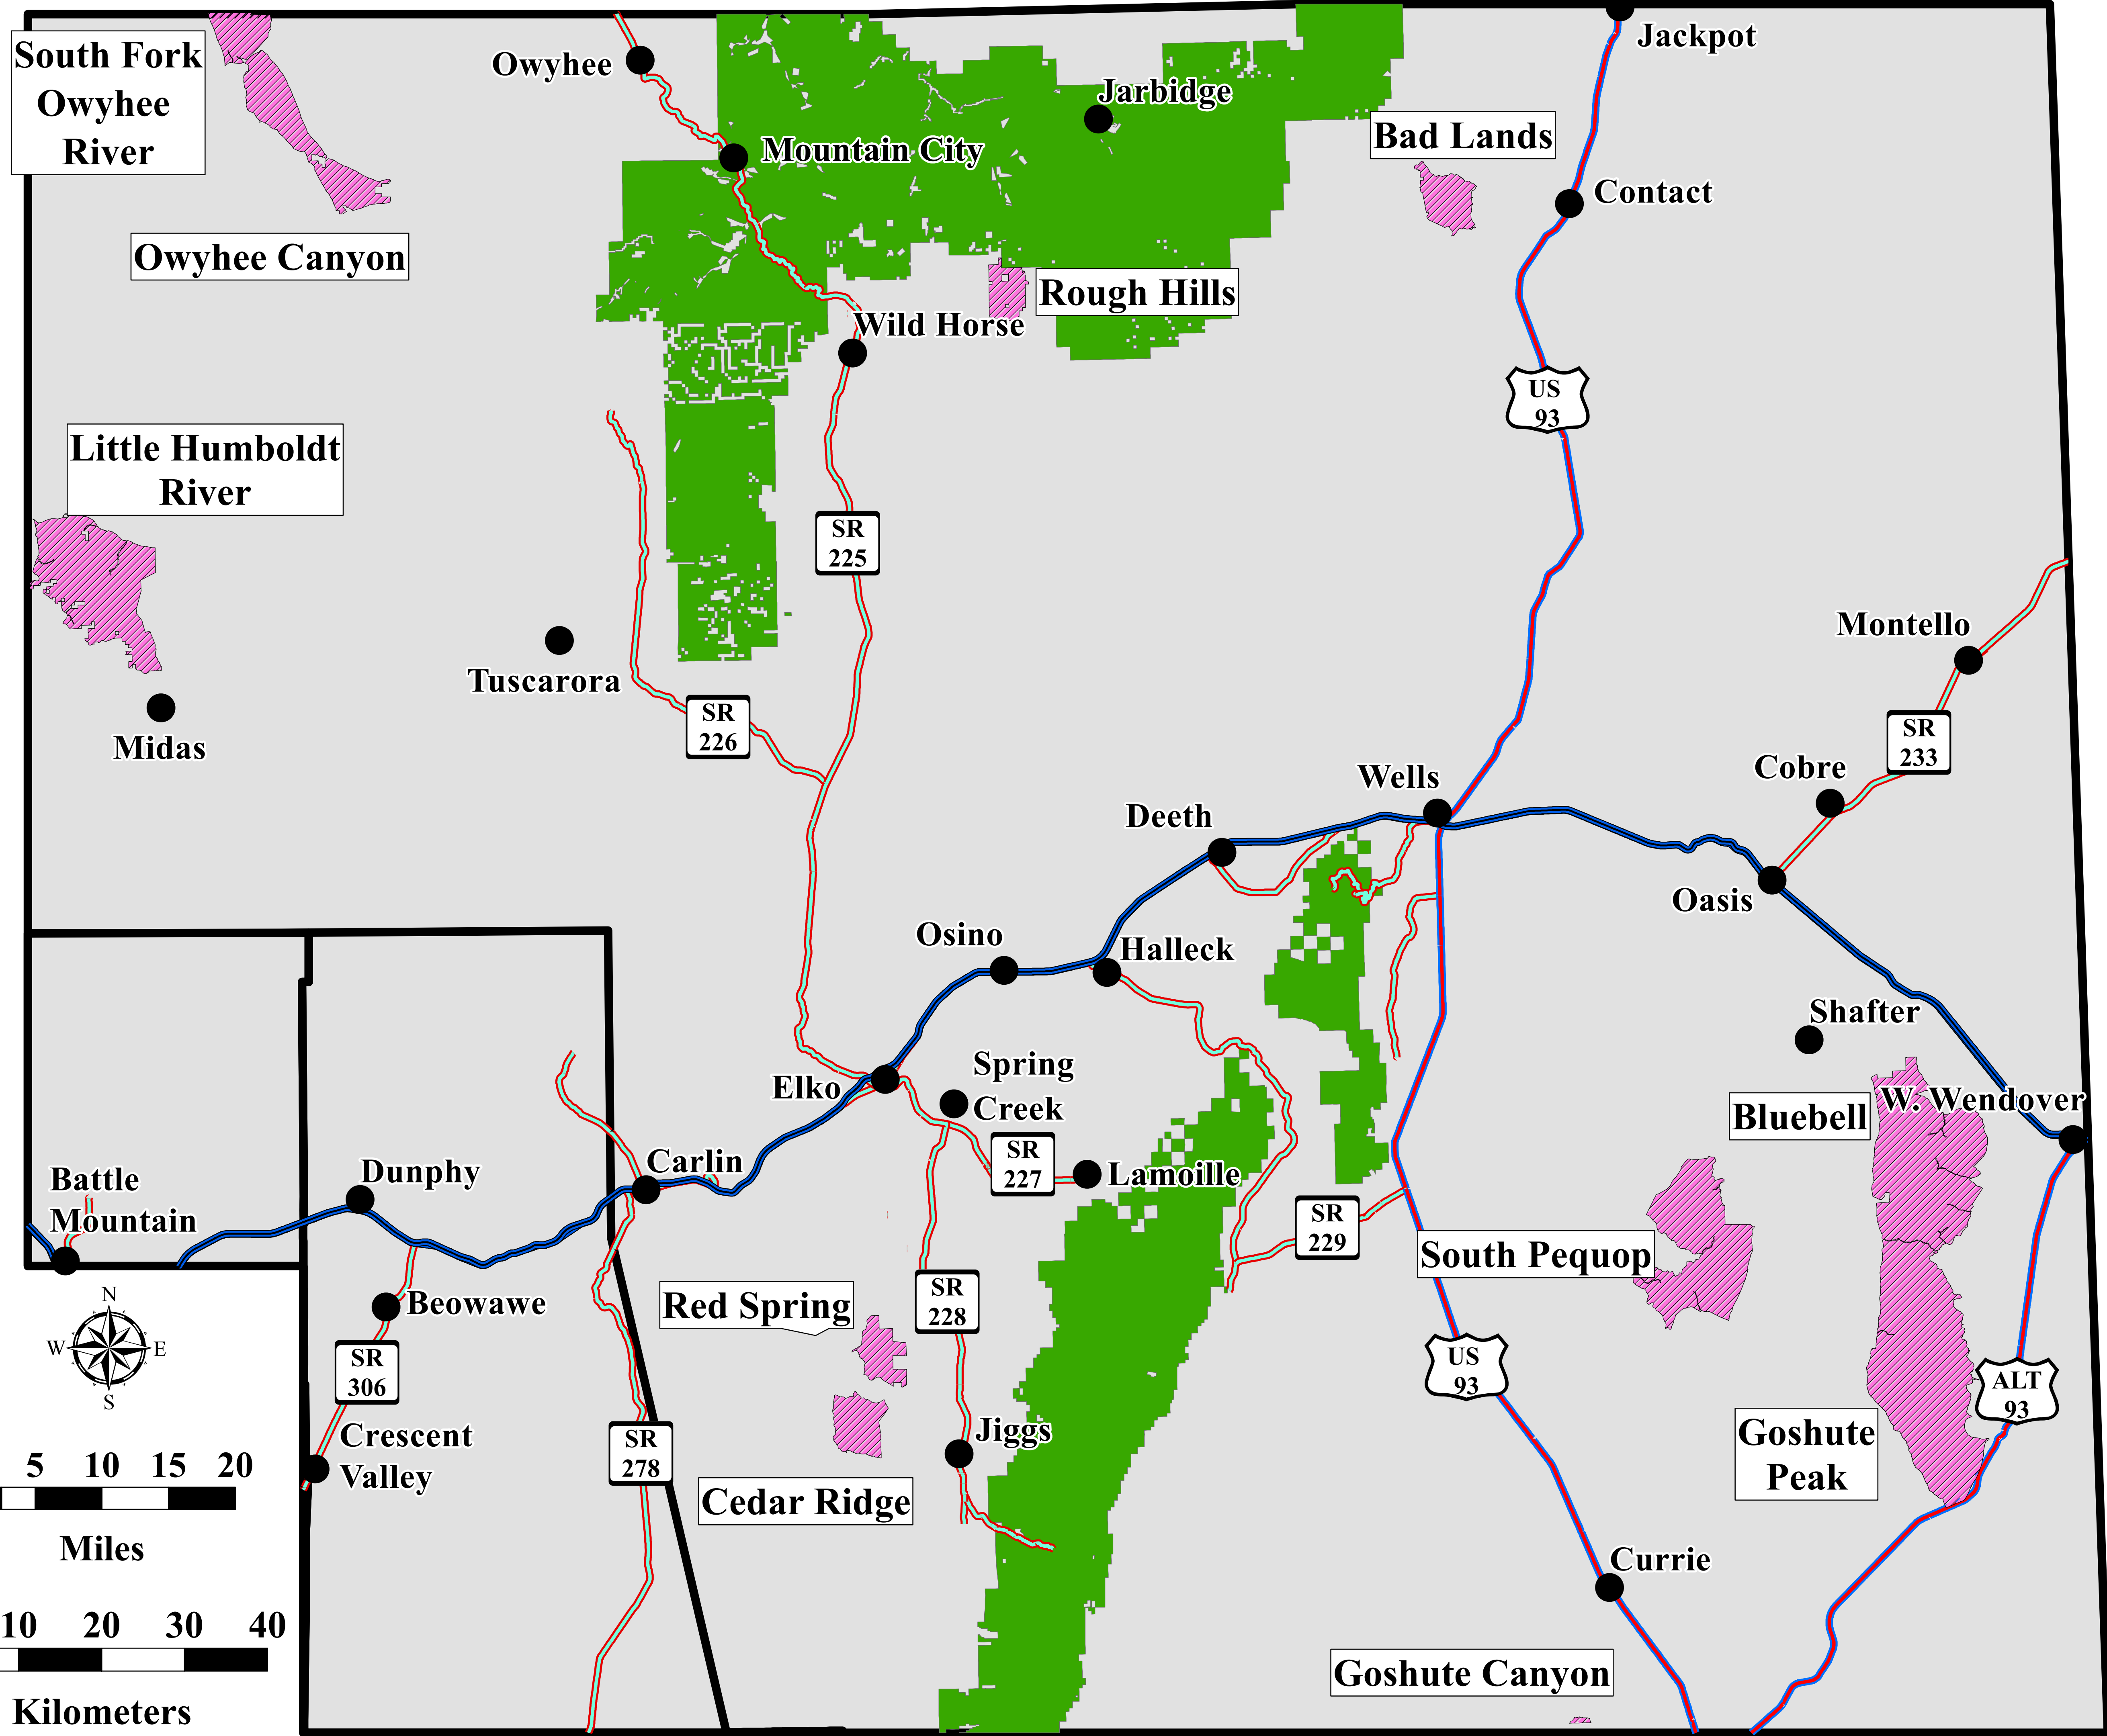 Jackpot
South Fork
Owyhee
River
Owyhee
Jarbidge
Bad Lands
Mountain City
Contact
Owyhee Canyon
Rough Hills
Wild Horse
US
93
Little Humboldt
River
SR
225
Montello
Tuscarora
SR
226
SR
233
Midas
Cobre
Wells
Deeth
Oasis
Osino
Halleck
Shafter
Elko
Spring
Creek
Bluebell
W. Wendover
SR
227
Lamoille
Carlin
Dunphy
Battle
Mountain
SR
229
South Pequop
Red Spring
SR
228
Beowawe
N
W
E
S
SR
306
US
93
ALT
93
Crescent
Valley
SR
278
Jiggs
Goshute
Peak
5 10 15 20
Miles
Cedar Ridge
Currie
10 20 30 40
Kilometers
Goshute Canyon